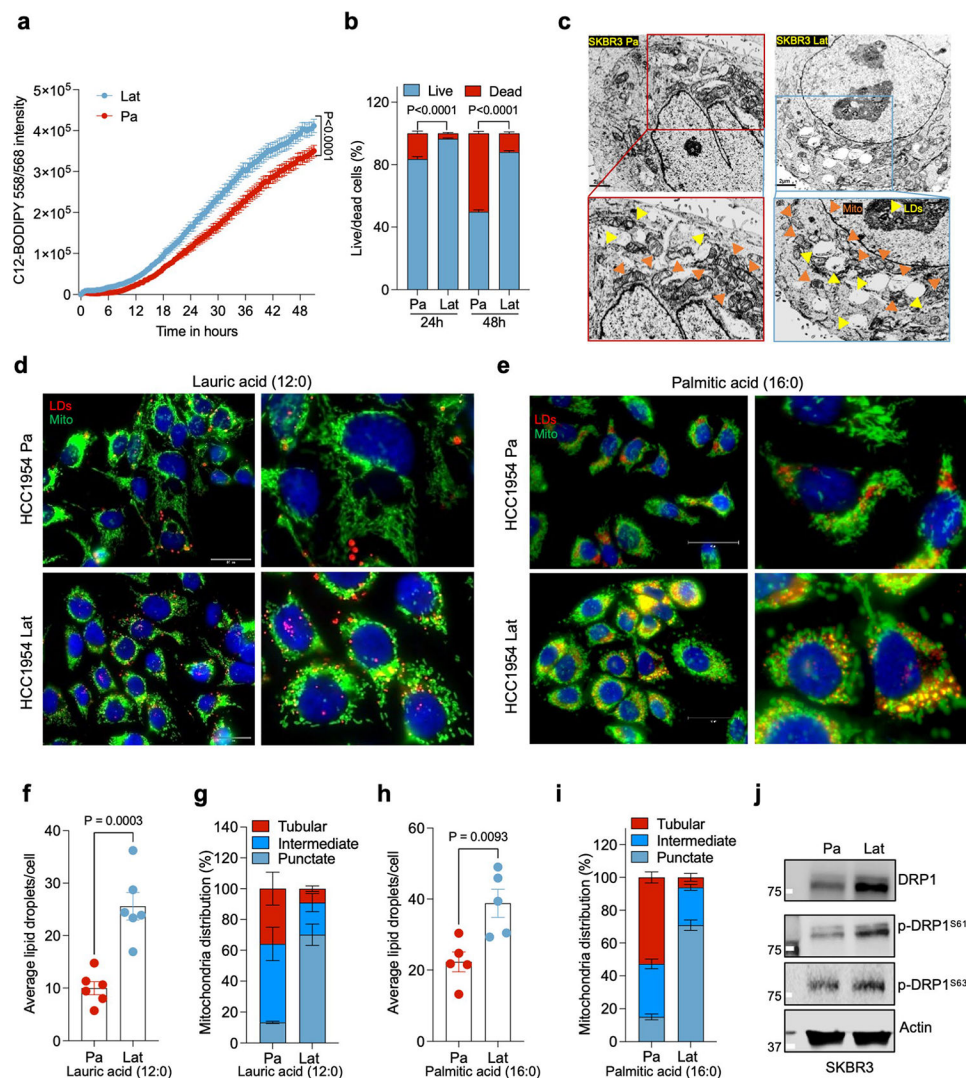 a
C12-BODIPY 558/568 intensity
5×10⁵
4×10⁵
3×10⁵
2×10⁵
1×10⁵
0
Lat
Pa
P<0.0001
0 6 12 18 24 30 36 42 48
Time in hours
b
Live Dead
P<0.0001 P<0.0001
Live/dead cells (%)
120
80
40
0
Pa Lat Pa Lat
24h 48h
c
SKBR3 Pa
SKBR3 Lat
2μm
2μm
Mito
LDs
d
Lauric acid (12:0)
LDs
Mito
HCC1954 Pa
HCC1954 Lat
e
Palmitic acid (16:0)
LDs
Mito
HCC1954 Pa
HCC1954 Lat
f
P = 0.0003
Average lipid droplets/cell
40
30
20
10
0
Pa Lat
Lauric acid (12:0)
g
Tubular
Intermediate
Punctate
Mitochondria distribution (%)
140
120
100
80
60
40
20
0
Pa Lat
Lauric acid (12:0)
h
P = 0.0093
Average lipid droplets/cell
60
40
20
0
Pa Lat
Palmitic acid (16:0)
i
Tubular
Intermediate
Punctate
Mitochondria distribution (%)
120
100
80
60
40
20
0
Pa Lat
Palmitic acid (16:0)
j
Pa Lat
75
DRP1
75
p-DRP1S61
75
p-DRP1S63
37
Actin
SKBR3